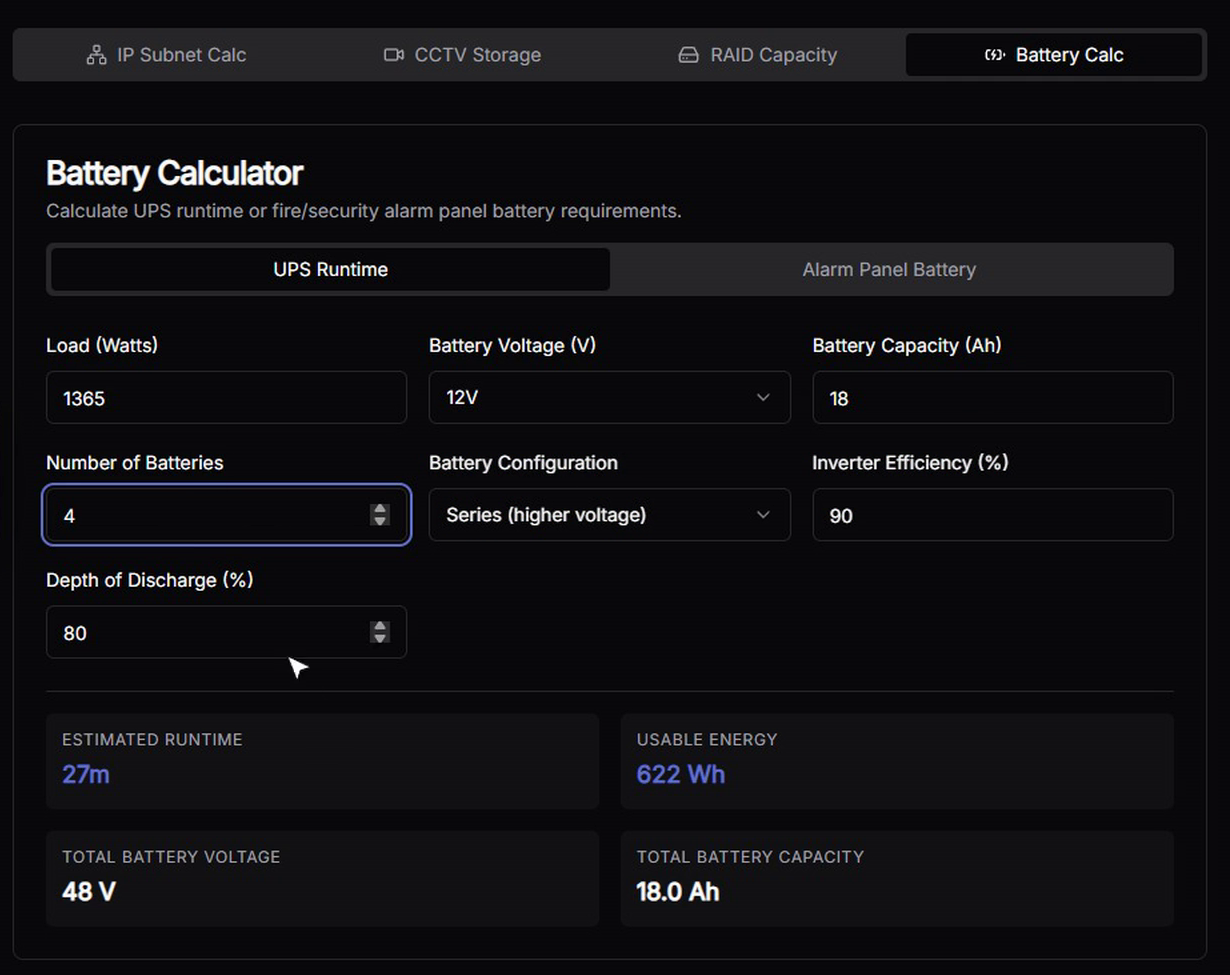 IP Subnet Calc CCTV Storage RAID Capacity Battery Calc
Battery Calculator
Calculate UPS runtime or fire/security alarm panel battery requirements.
UPS Runtime Alarm Panel Battery
Load (Watts) Battery Voltage (V) Battery Capacity (Ah)
1365 12V 18
Number of Batteries Battery Configuration Inverter Efficiency (%)
4 Series (higher voltage) 90
Depth of Discharge (%)
80
ESTIMATED RUNTIME USABLE ENERGY
27m 622 Wh
TOTAL BATTERY VOLTAGE TOTAL BATTERY CAPACITY
48 V 18.0 Ah